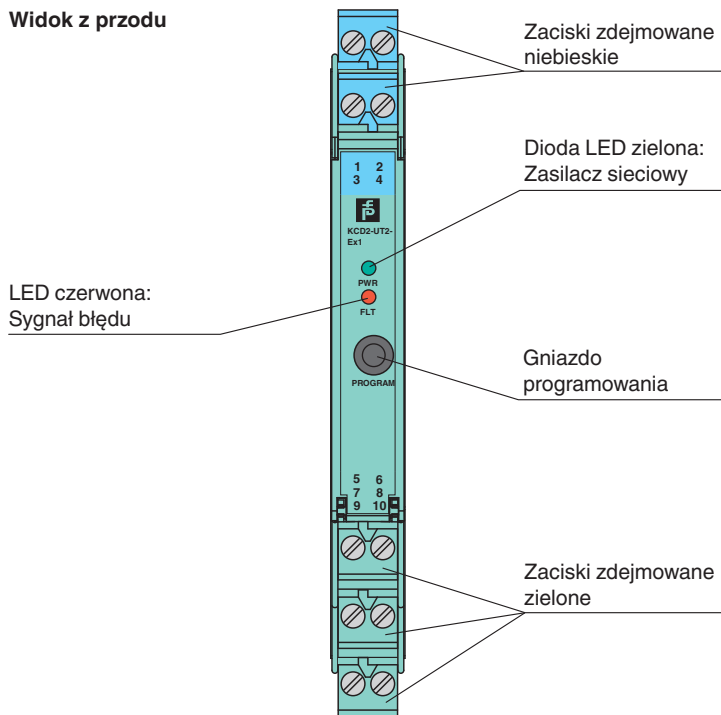 Widok z przodu
Zaciski zdejmowane
niebieskie
1 2
3 4
Dioda LED zielona:
Zasilacz sieciowy
KCD2-UT2-
Ex1
PWR
LED czerwona:
Sygnał błędu
FLT
Gniazdo
programowania
PROGRAM
5 6
7 8
9 10
Zaciski zdejmowane
zielone